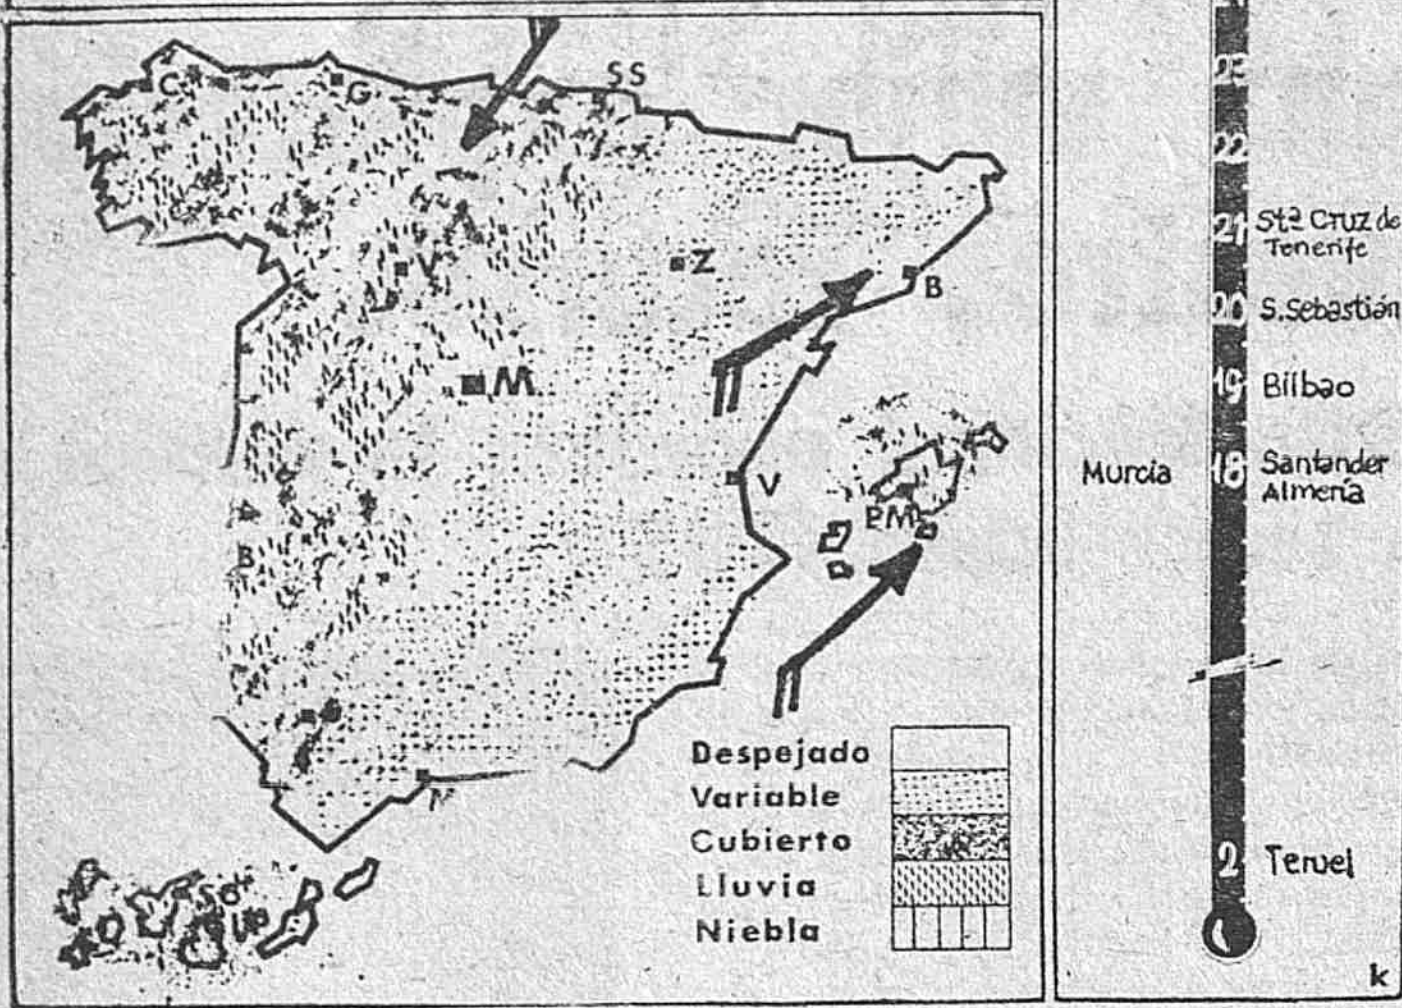 C
G
SS
V
Z
B
M
V
PM
B
M
Despejado
Variable
Cubierto
Lluvia
Niebla
23
22
21 Stª Cruz de
Tenerife
20 S.Sebastián
19 Bilbao
Murcia 18 Santander
Almería
2 Teruel
k